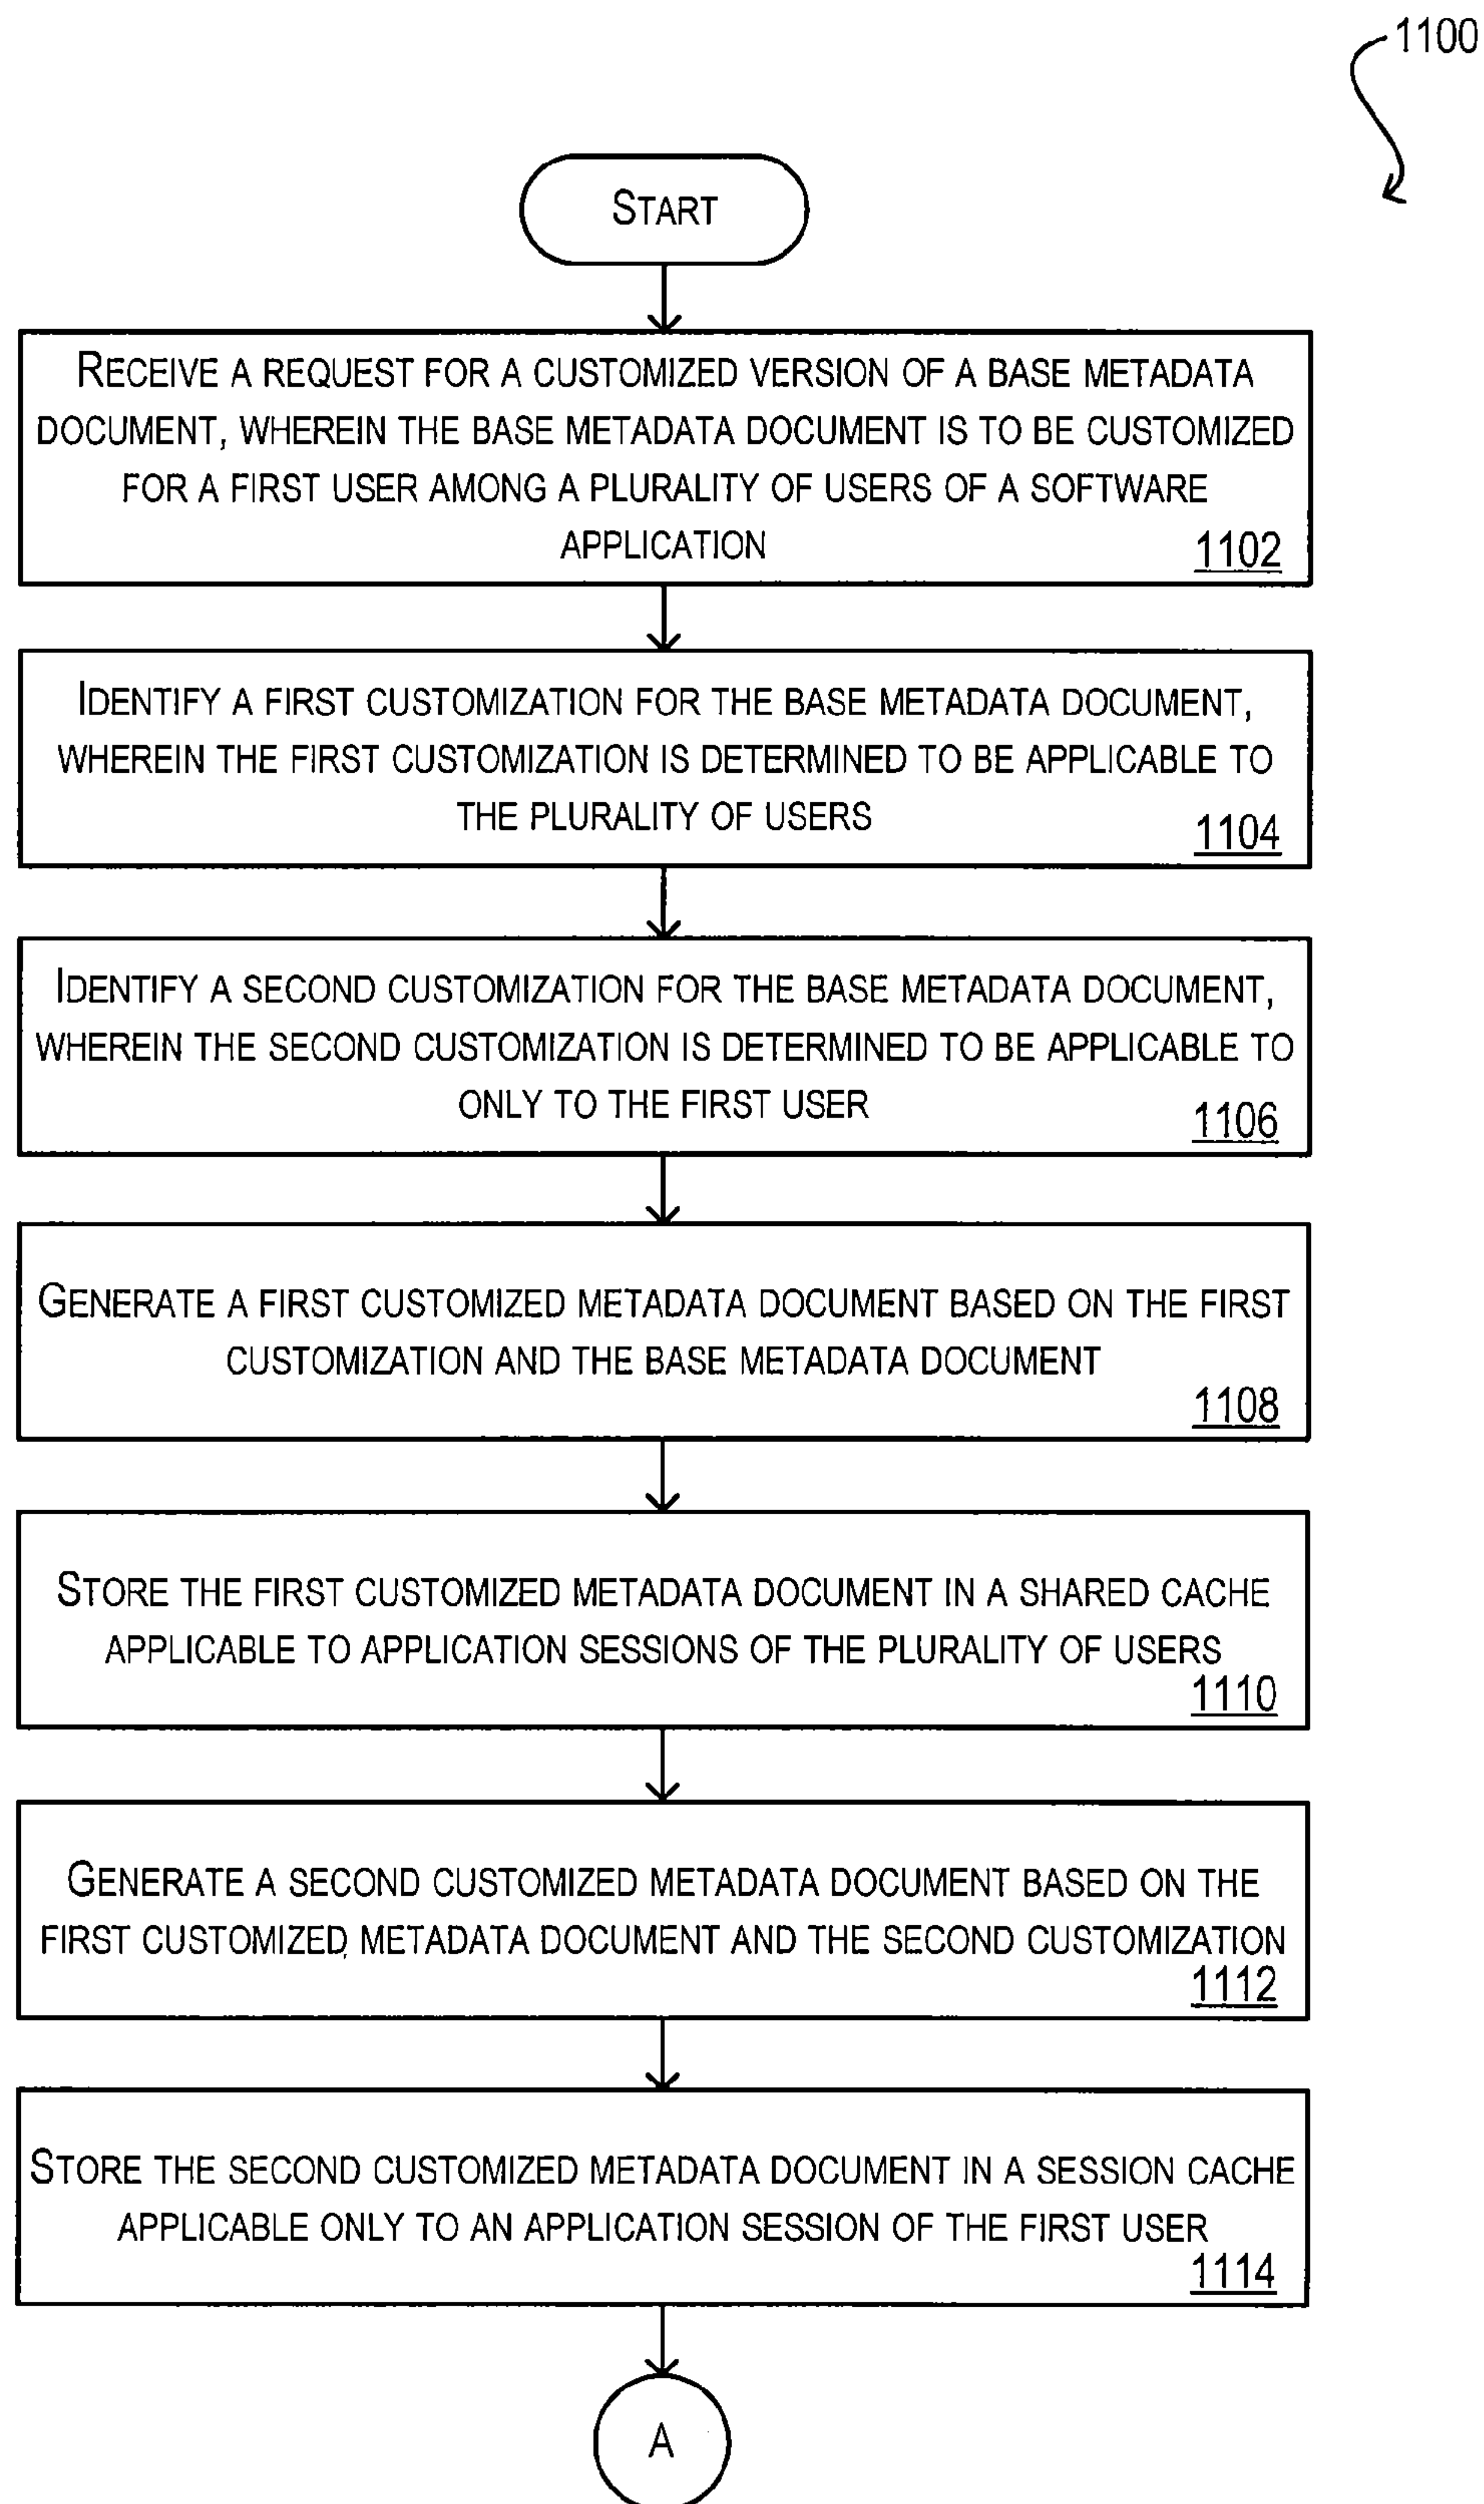 1100
START
RECEIVE A REQUEST FOR A CUSTOMIZED VERSION OF A BASE METADATA
DOCUMENT, WHEREIN THE BASE METADATA DOCUMENT IS TO BE CUSTOMIZED
FOR A FIRST USER AMONG A PLURALITY OF USERS OF A SOFTWARE
APPLICATION
1102
IDENTIFY A FIRST CUSTOMIZATION FOR THE BASE METADATA DOCUMENT,
WHEREIN THE FIRST CUSTOMIZATION IS DETERMINED TO BE APPLICABLE TO
THE PLURALITY OF USERS
1104
IDENTIFY A SECOND CUSTOMIZATION FOR THE BASE METADATA DOCUMENT,
WHEREIN THE SECOND CUSTOMIZATION IS DETERMINED TO BE APPLICABLE TO
ONLY TO THE FIRST USER
1106
GENERATE A FIRST CUSTOMIZED METADATA DOCUMENT BASED ON THE FIRST
CUSTOMIZATION AND THE BASE METADATA DOCUMENT
1108
STORE THE FIRST CUSTOMIZED METADATA DOCUMENT IN A SHARED CACHE
APPLICABLE TO APPLICATION SESSIONS OF THE PLURALITY OF USERS
1110
GENERATE A SECOND CUSTOMIZED METADATA DOCUMENT BASED ON THE
FIRST CUSTOMIZED METADATA DOCUMENT AND THE SECOND CUSTOMIZATION
1112
STORE THE SECOND CUSTOMIZED METADATA DOCUMENT IN A SESSION CACHE
APPLICABLE ONLY TO AN APPLICATION SESSION OF THE FIRST USER
1114
A